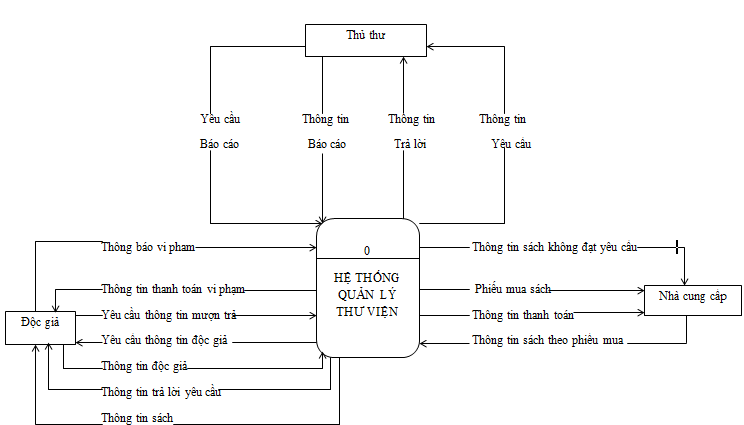 Thủ thư
Yêu cầu
Báo cáo
Thông tin
Báo cáo
Thông tin
Trả lời
Thông tin
Yêu câu
Thông báo vi phạm
0
Thông tin sách không đạt yêu cầu
HỆ THỐNG
QUẢN LÝ
THƯ VIỆN
Thông tin thanh toán vi phạm
Phiếu mua sách
Nhà cung cấp
Độc giả
Yêu cầu thông tin mượn trả
Thông tin thanh toán
Yêu cầu thông tin độc giả
Thông tin sách theo phiếu mua
Thông tin độc giả
Thông tin trả lời yêu cầu
Thông tin sách